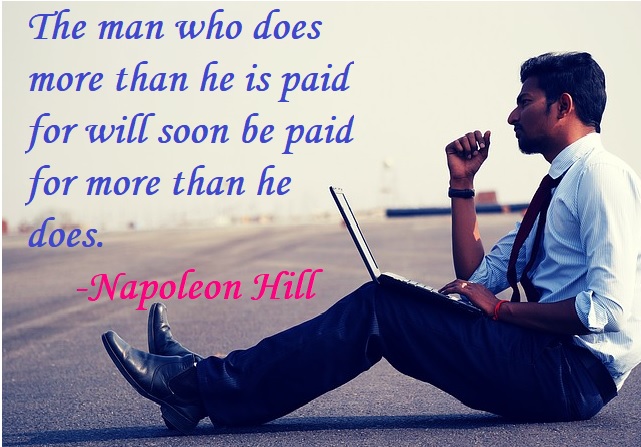 The man who does
more than he is paid
for will soon be paid
for more than he
does.
-Napoleon Hill